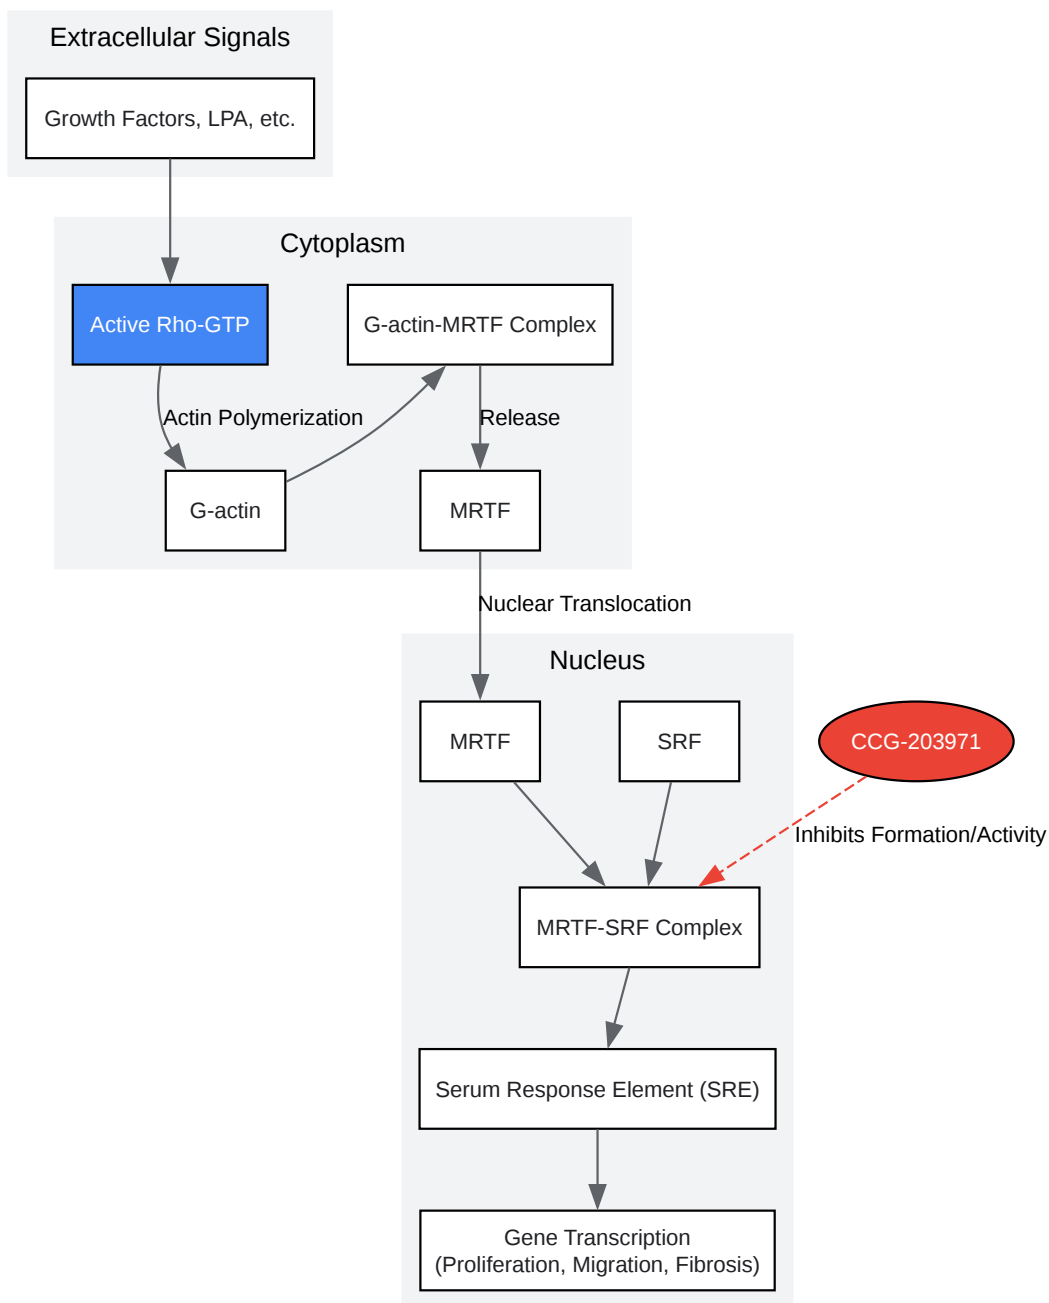 Extracellular Signals
Growth Factors, LPA, etc.
Cytoplasm
Active Rho-GTP
G-actin-MRTF Complex
Actin Polymerization
Release
G-actin
MRTF
Nuclear Translocation
Nucleus
MRTF
SRF
CCG-203971
Inhibits Formation/Activity
MRTF-SRF Complex
Serum Response Element (SRE)
Gene Transcription
(Proliferation, Migration, Fibrosis)